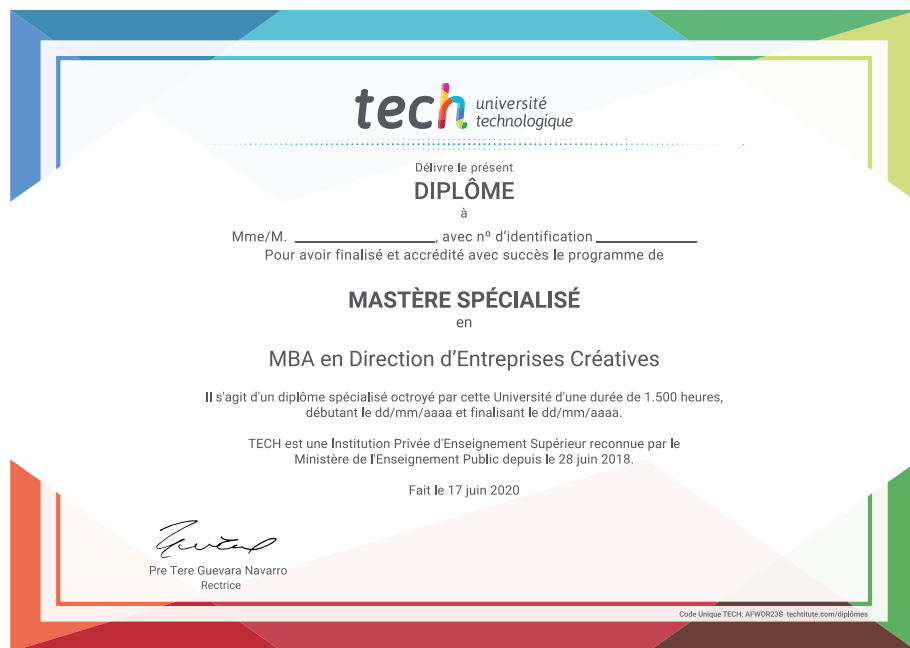 tech université
technologique
Délivre le présent
DIPLÔME
à
Mme/M. ____________, avec nº d'identification ____________
Pour avoir finalisé et accrédité avec succès le programme de
MASTÈRE SPÉCIALISÉ
en
MBA en Direction d'Entreprises Créatives
Il s'agit d'un diplôme spécialisé octroyé par cette Université d'une durée de 1.500 heures,
débutant le dd/mm/aaaa et finalisant le dd/mm/aaaa.
TECH est une Institution Privée d'Enseignement Supérieur reconnue par le
Ministère de l'Enseignement Public depuis le 28 juin 2018.
Fait le 17 juin 2020
Pre Tere Guevara Navarro
Rectrice
Code Unique TECH: AFWOR23S techtitute.com/diplômes